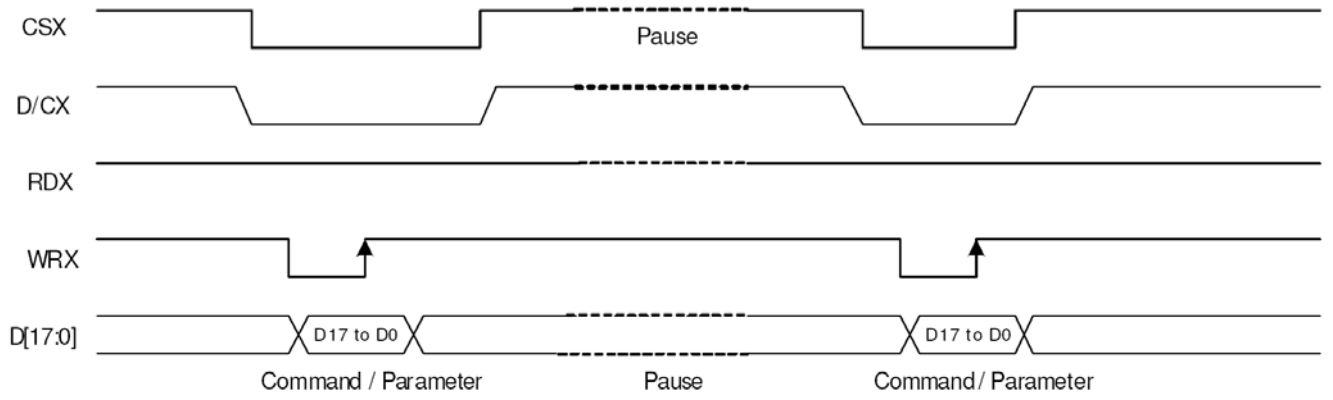 CSX
Pause
D/CX
RDX
WRX
D[17:0]
D17 to D0
D17 to D0
Command / Parameter
Pause
Command / Parameter